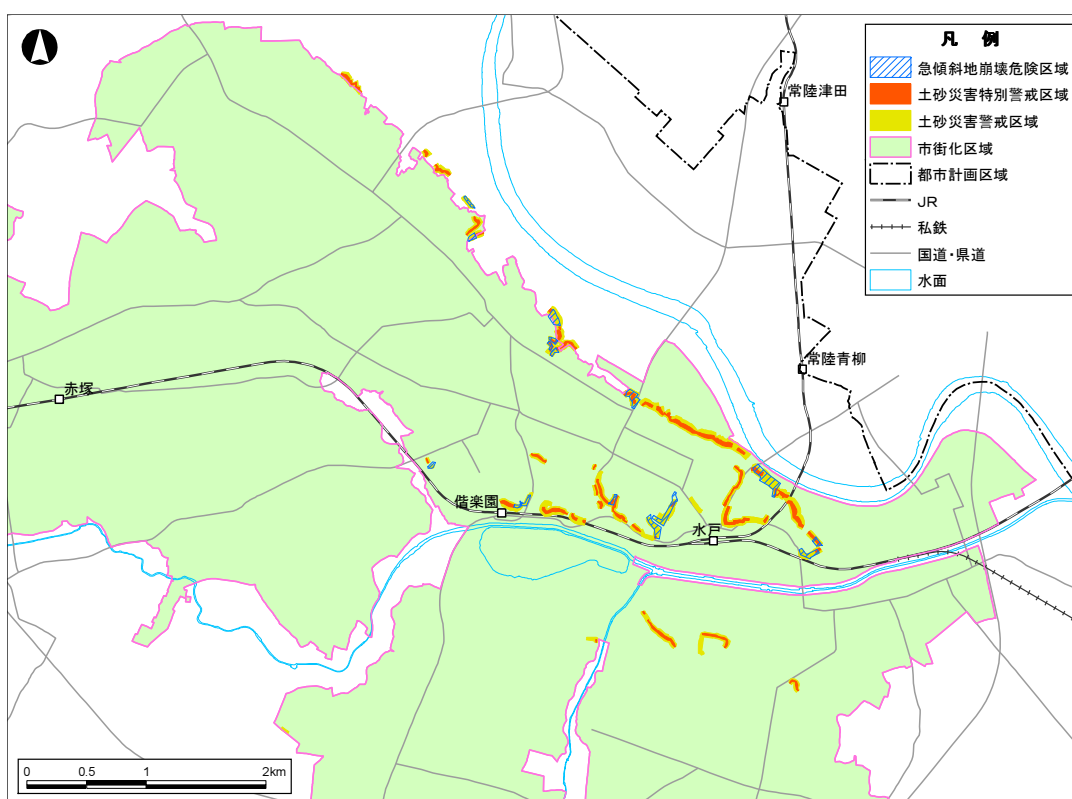 凡 例
急傾斜地崩壊危険区域
土砂災害特別警戒区域
土砂災害警戒区域
市街化区域
都市計画区域
JR
私鉄
国道・県道
水面
常陸津田
常陸青柳
赤塚
偕楽園
水戸
0 0.5 1 2km